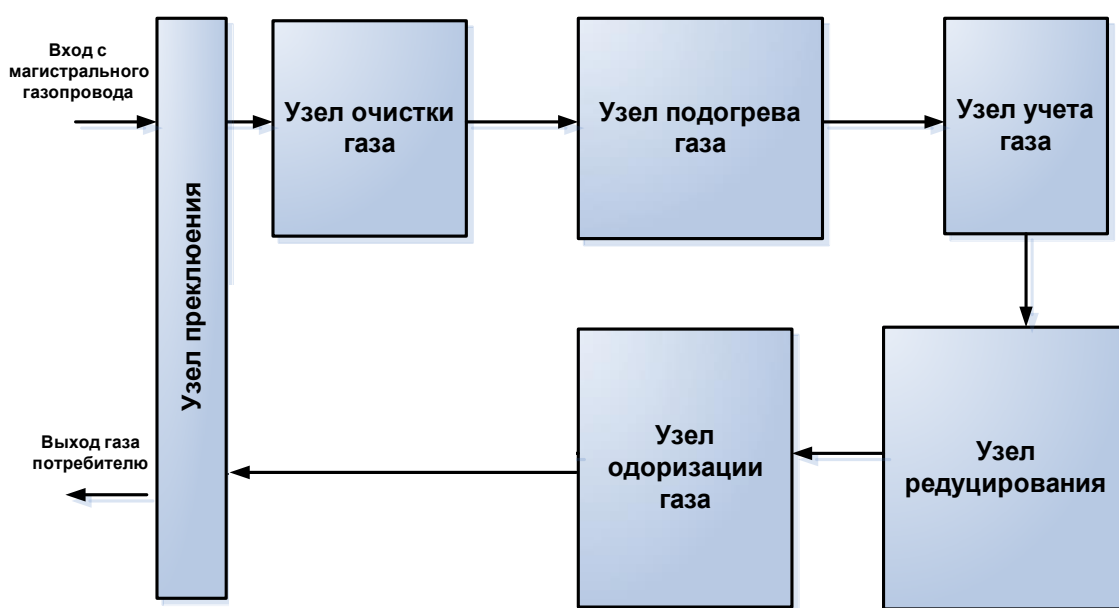 Вход с
магистрального
газопровода
Узел преклюения
Узел очистки
газа
Узел подогрева
газа
Узел учета
газа
Узел
редуцирования
Узел
одоризации
газа
Выход газа
потребителю